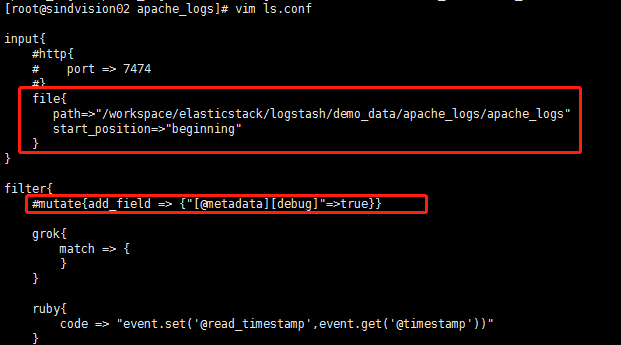 [root@sindvision02 apache_logs]# vim ls.conf
input{
#http{
# port => 7474
#}
file{
path=>"/workspace/elasticstack/logstash/demo_data/apache_logs/apache_logs"
start_position=>"beginning"
}
}
filter{
#mutate{add_field => {"[@metadata][debug]"=>true}}
grok{
match => {
}
}
ruby{
code => "event.set('@read_timestamp',event.get('@timestamp'))"
}